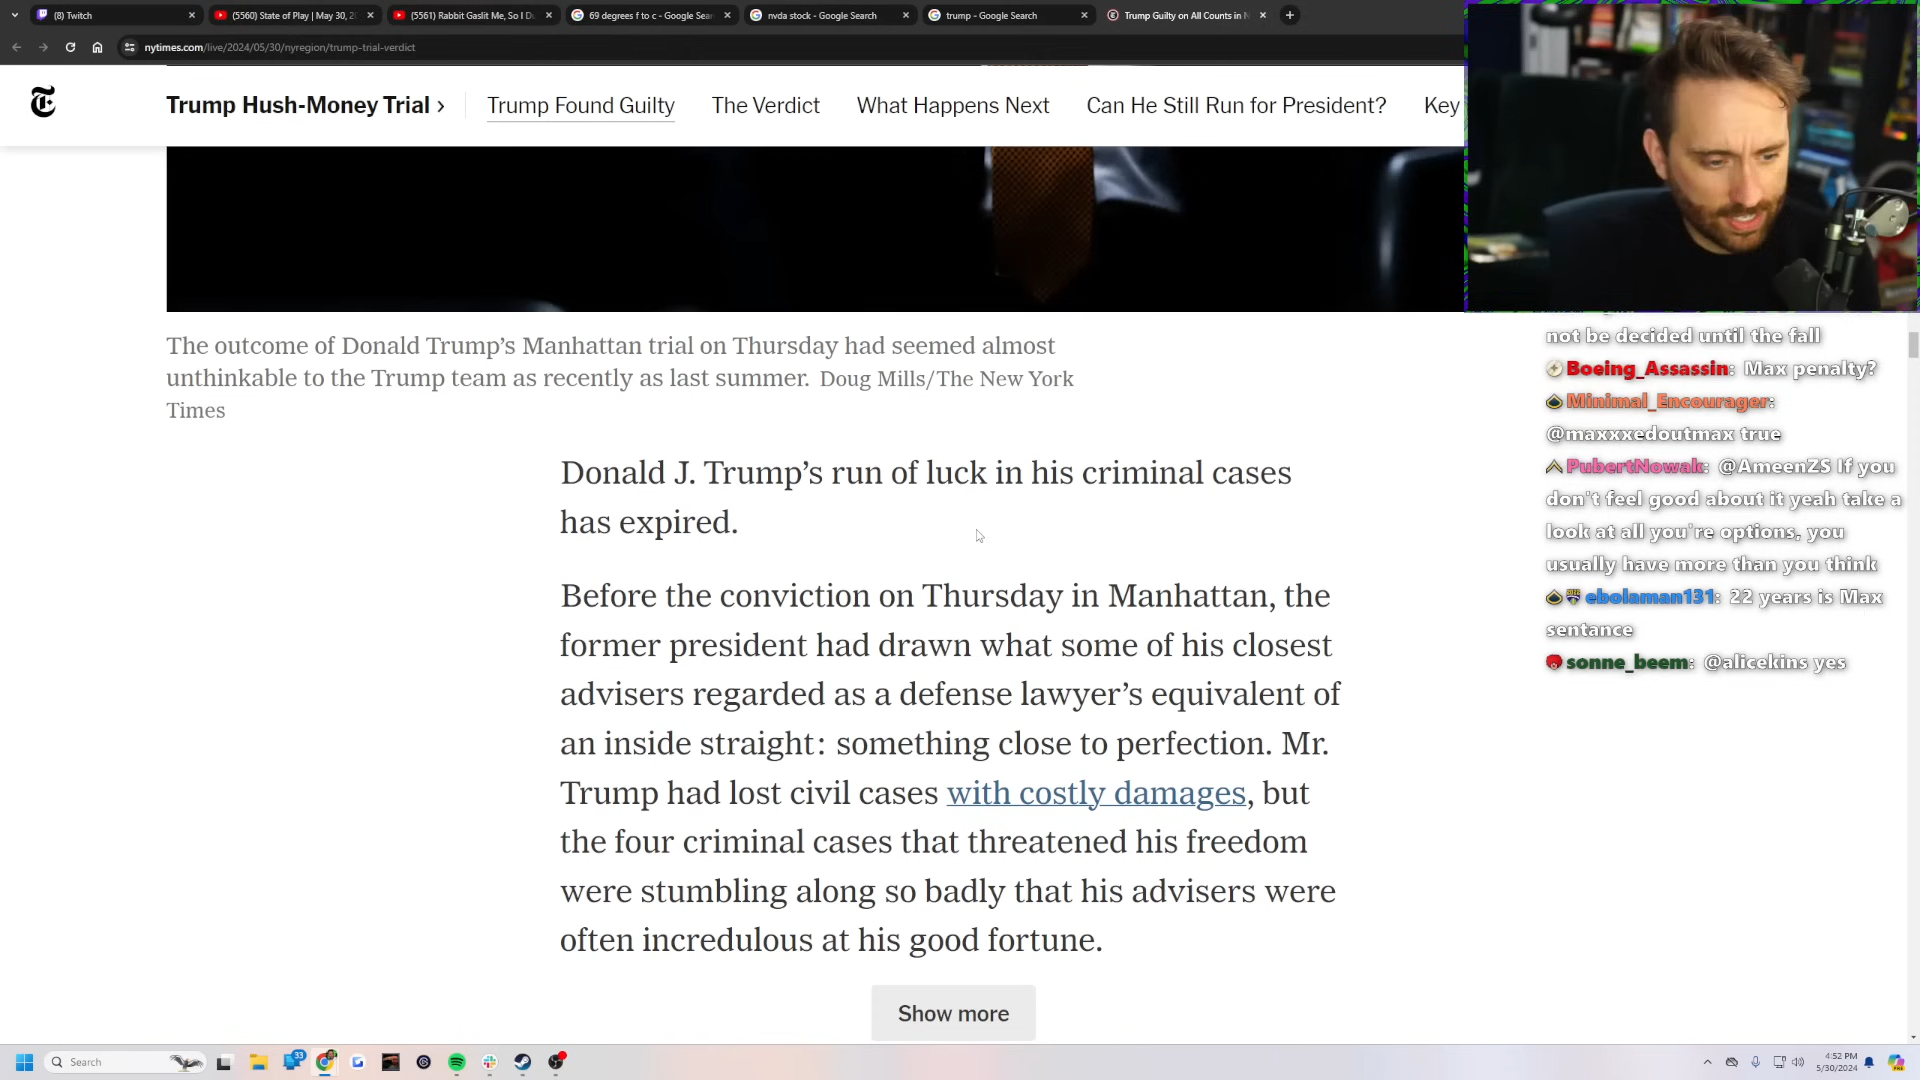 (8) Twitch
(5560) State of Play | May 30, 2
(5561) Rabbit Gaslit Me, So I Du
69 degrees f to c - Google Sear
nvda stock - Google Search
trump - Google Search
Trump Guilty on All Counts in N
nytimes.com/live/2024/05/30/nyregion/trump-trial-verdict
Trump Hush-Money Trial ›
Trump Found Guilty
The Verdict
What Happens Next
Can He Still Run for President?
Key
The outcome of Donald Trump’s Manhattan trial on Thursday had seemed almost
unthinkable to the Trump team as recently as last summer. Doug Mills/The New York
Times
Donald J. Trump’s run of luck in his criminal cases
has expired.
Before the conviction on Thursday in Manhattan, the
former president had drawn what some of his closest
advisers regarded as a defense lawyer’s equivalent of
an inside straight: something close to perfection. Mr.
Trump had lost civil cases with costly damages, but
the four criminal cases that threatened his freedom
were stumbling along so badly that his advisers were
often incredulous at his good fortune.
Show more
not be decided until the fall
Boeing_Assassin: Max penalty?
Minimal_Encourager:
@maxxxedoutmax true
PubertNowak: @AmeenZS If you
don't feel good about it yeah take a
look at all you're options, you
usually have more than you think
ebolaman131: 22 years is Max
sentance
sonne_beem: @alicekins yes
Search
33
4:52 PM
5/30/2024